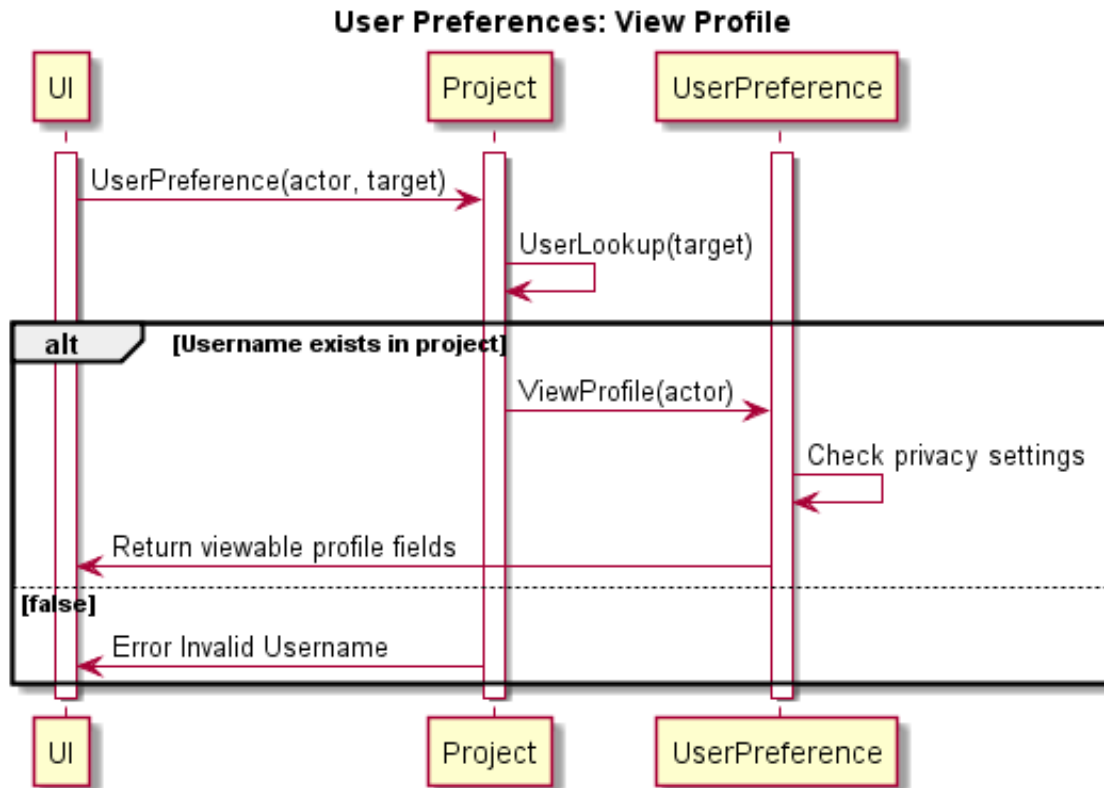 User Preferences: View Profile
UI
Project
UserPreference
UserPreference(actor, target)
UserLookup(target)
alt
[Username exists in project]
ViewProfile(actor)
Check privacy settings
Return viewable profile fields
[false]
Error Invalid Username
UI
Project
UserPreference